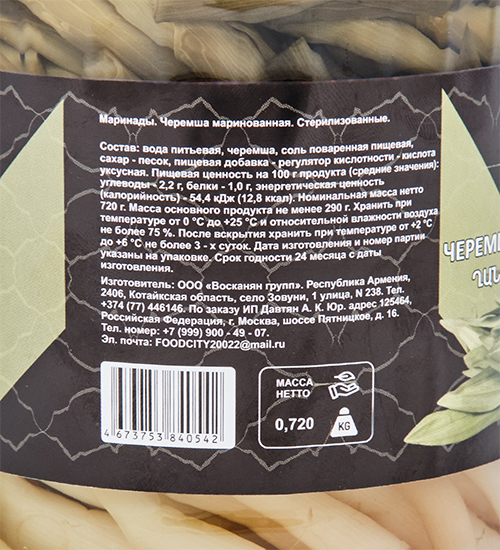 Маринады. Черемша маринованная. Стерилизованные.
Состав: вода питьевая, черемша, соль поваренная пищевая,
сахар - песок, пищевая добавка - регулятор кислотности - кислота
уксусная. Пищевая ценность на 100 г продукта (средние значения):
углеводы - 2,2 г, белки - 1,0 г, энергетическая ценность
(калорийность) - 54,4 кДж (12,8 ккал). Номинальная масса нетто
720 г. Масса основного продукта не менее 290 г. Хранить при
температуре от 0 °С до +25 °С и относительной влажности воздуха
не более 75 %. После вскрытия хранить при температуре от +2 °С
до +6 °С не более 3 - х суток. Дата изготовления и номер партии
указаны на упаковке. Срок годности 24 месяца с даты
изготовления.
Изготовитель: ООО «Восканян групп». Республика Армения,
2406, Котайкская область, село Зовуни, 1 улица, N 238. Тел.
+374 (77) 446146. По заказу ИП Давтян А. К. Юр. адрес 125464,
Российская Федерация, г. Москва, шоссе Пятницкое, д. 16.
Тел. номер: +7 (999) 900 - 49 - 07.
Эл. почта: FOODCITY20022@mail.ru
МАССА
НЕТТО
0,720
KG
4 673753 840542
ЧЕРЕМ
ՂԱՆ